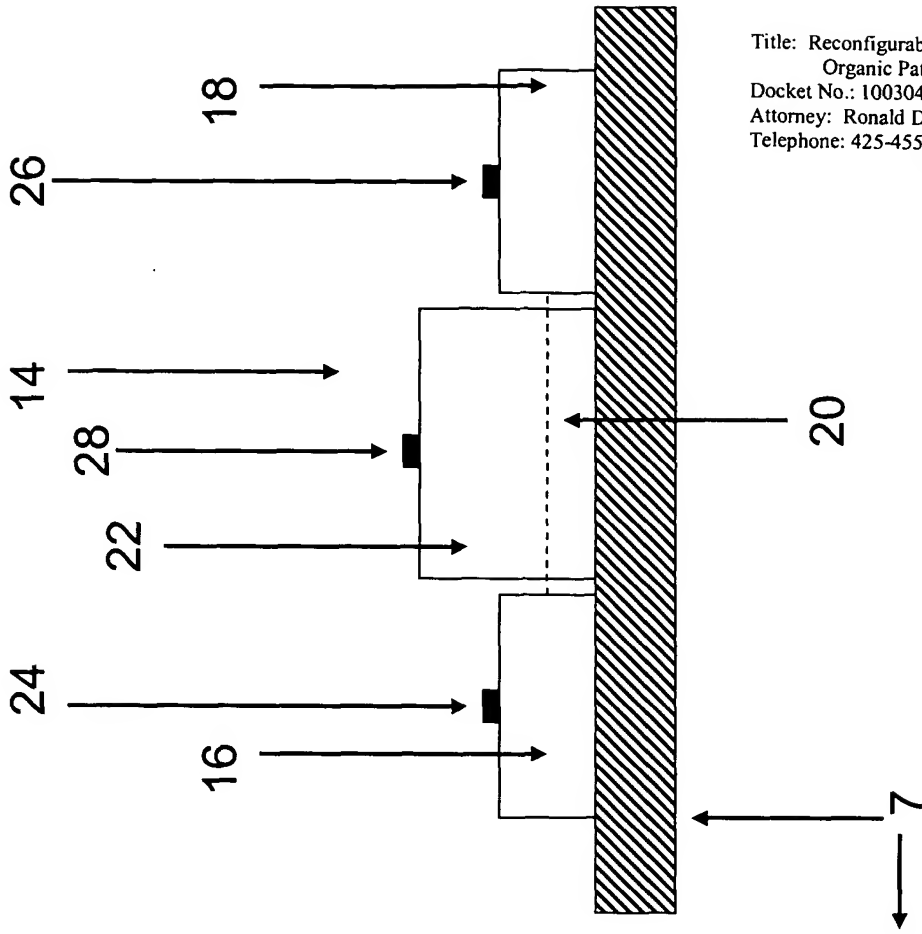 Title: Reconfigurab
Organic Pat
Docket No.: 100304
Attorney: Ronald D
Telephone: 425-455
26
18
14
28
22
24
16
20
7